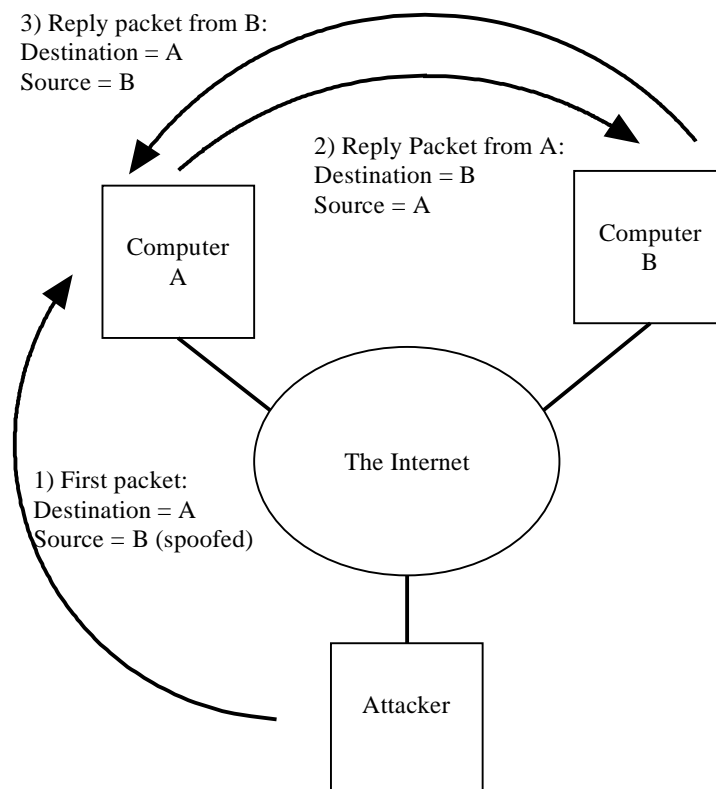 3) Reply packet from B:
Destination = A
Source = B
2) Reply Packet from A:
Destination = B
Source = A
Computer
A
Computer
B
The Internet
1) First packet:
Destination = A
Source = B (spoofed)
Attacker